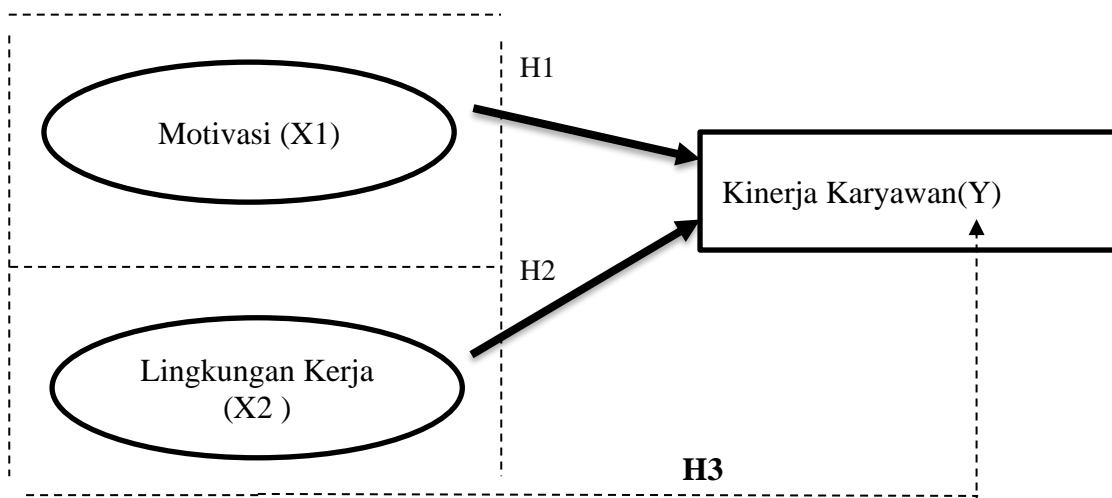 H1
Motivasi (X1)
Kinerja Karyawan(Y)
H2
Lingkungan Kerja
(X2 )
H3